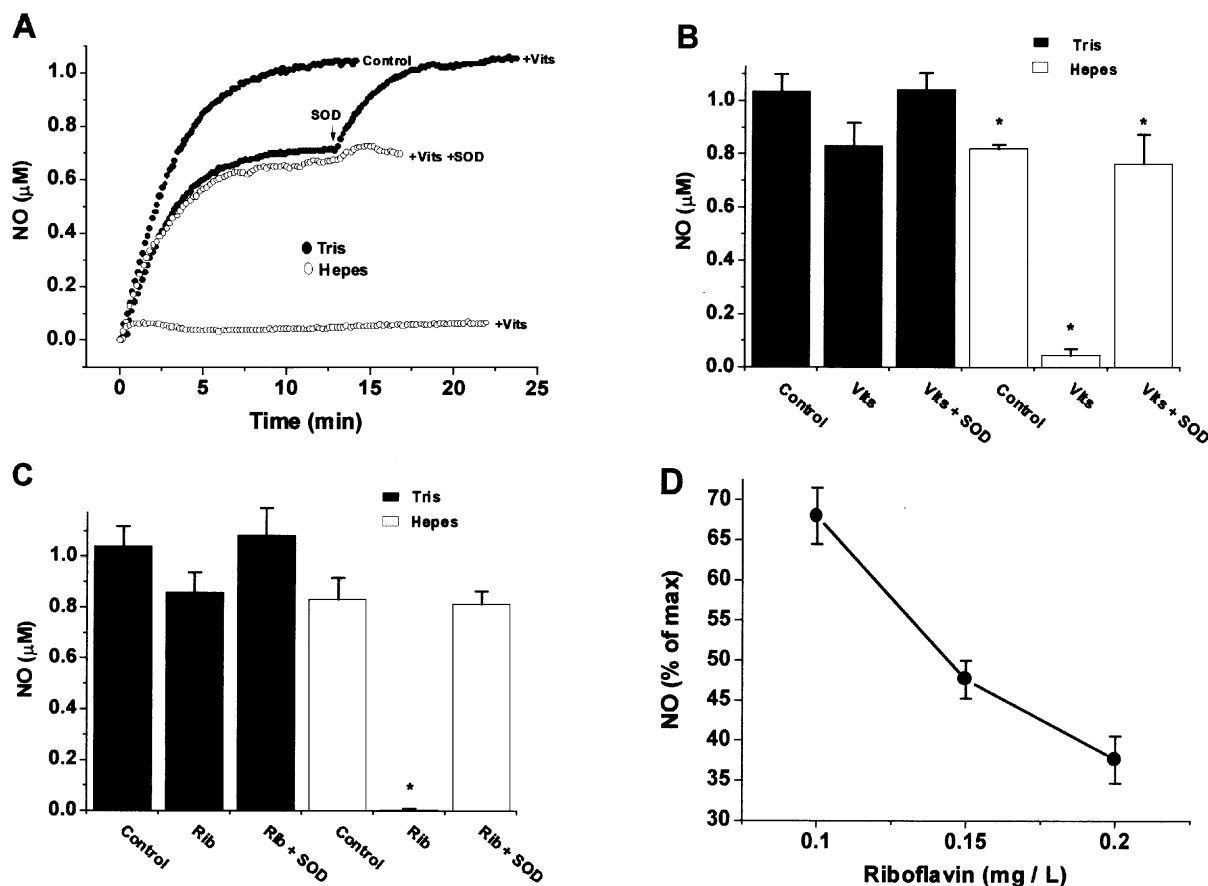 A
NO (μM)
1.0
0.8
0.6
0.4
0.2
0.0
Control
+Vits
SOD
+Vits +SOD
Tris
Hepes
+Vits
0 5 10 15 20 25
Time (min)
B
Tris
Hepes
NO (μM)
1.0
0.8
0.6
0.4
0.2
0.0
*
*
*
Control
Vits
Vits + SOD
Control
Vits
Vits + SOD
C
Tris
Hepes
NO (μM)
1.0
0.8
0.6
0.4
0.2
0.0
*
Control
Rib
Rib + SOD
Control
Rib
Rib + SOD
D
NO (% of max)
70
65
60
55
50
45
40
35
30
0.1 0.15 0.2
Riboflavin (mg / L)